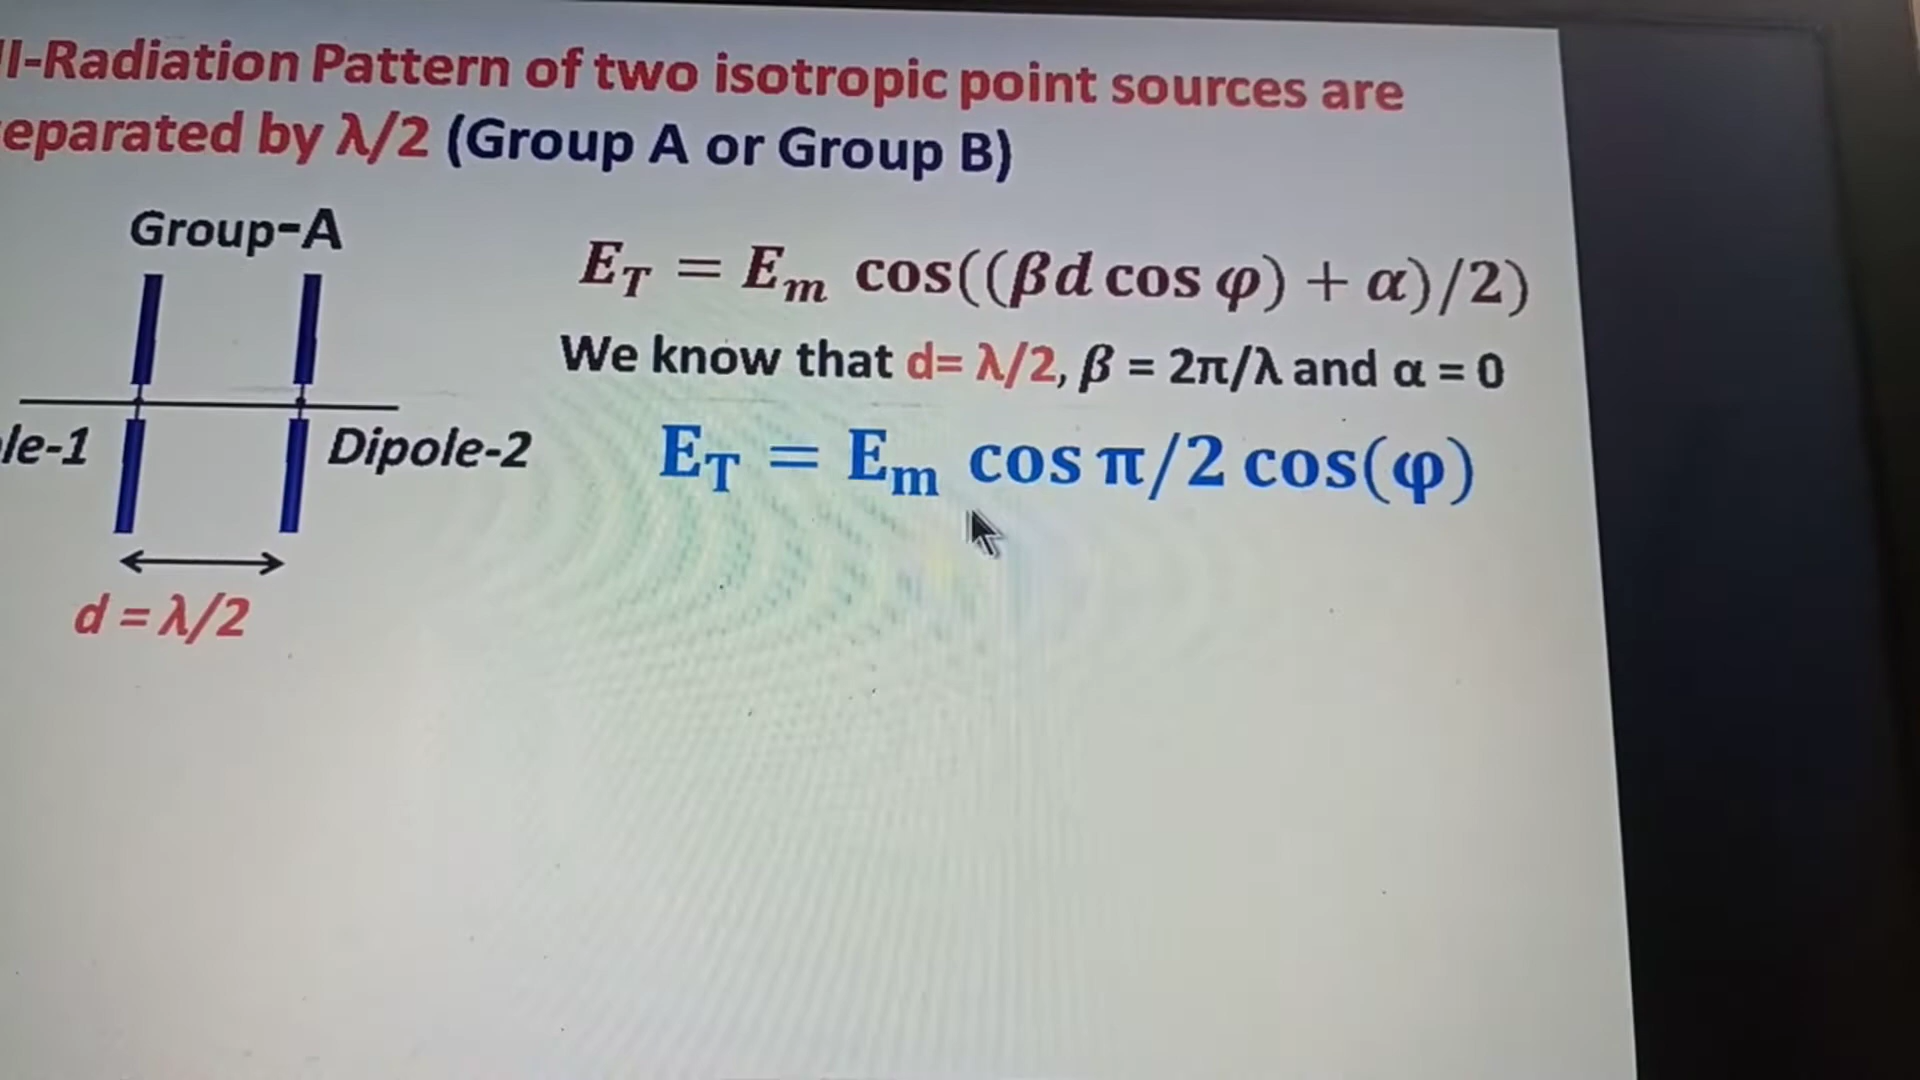 II-Radiation Pattern of two isotropic point sources are
eparated by λ/2 (Group A or Group B)
Group-A
E_T = E_m cos((βd cos φ) + α)/2)
We know that d= λ/2, β = 2π/λ and α = 0
E_T = E_m cos π/2 cos(φ)
le-1
Dipole-2
d = λ/2